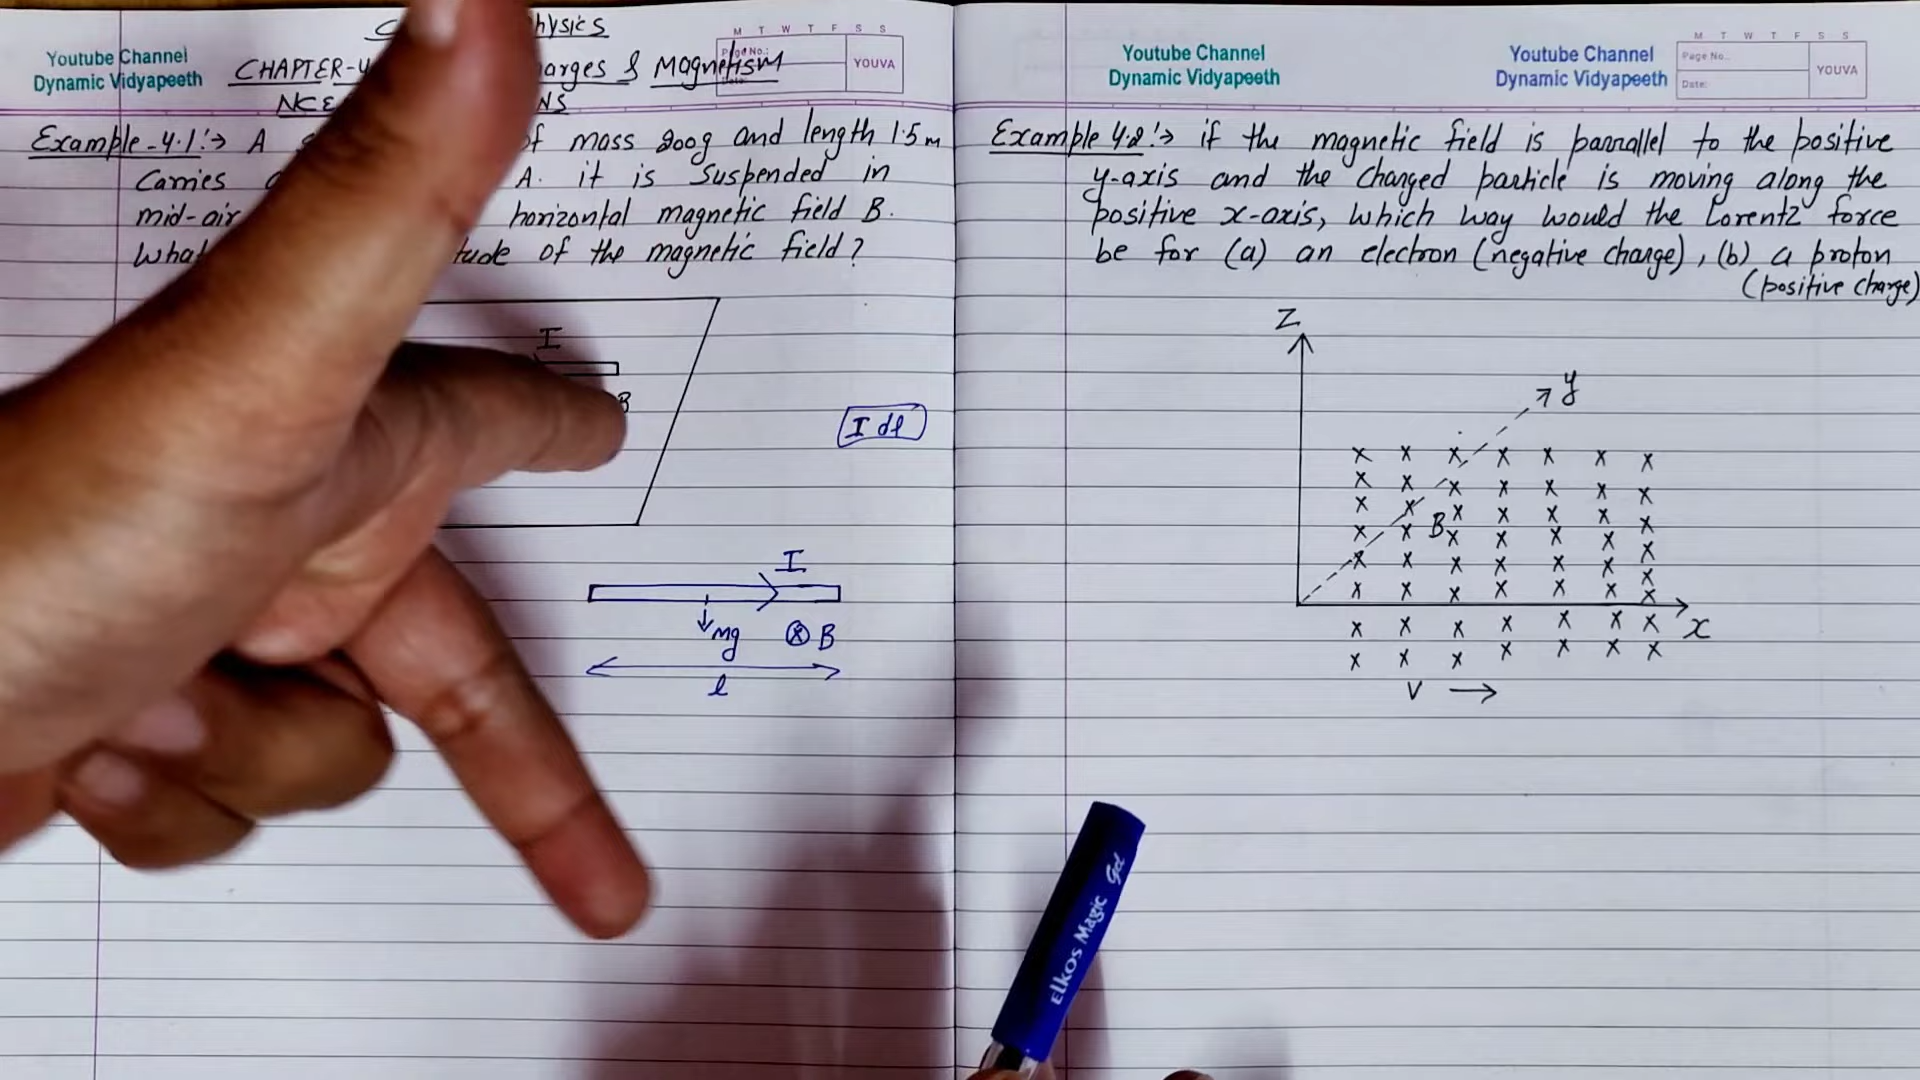 hysics
M T W T F S S
Page No.:
YOUVA
Youtube Channel
Dynamic Vidyapeeth
CHAPTER-4 arges & Magnetism
NCE NS
Example-4.1:→ A of mass 200g and length 1.5m
Carries A. it is Suspended in
mid-air horizontal magnetic field B.
What tude of the magnetic field?
I
B
I dl
I
mg
B
l
Youtube Channel
Dynamic Vidyapeeth
Youtube Channel
Dynamic Vidyapeeth
M T W T F S S
Page No..
Date:
YOUVA
Example 4.2:→ if the magnetic field is parrallel to the positive
y-axis and the charged particle is moving along the
positive x-axis, which way would the Lorentz force
be for (a) an electron (negative charge), (b) a proton
(positive charge)
Z
y
x x x x x x x
x x x x x x x
x x x x x x x
x x B x x x x x
x x x x x x x
x x x x x x x
x
x x x x x x x
x x x x x x x
V →
Elkos Magic Gel